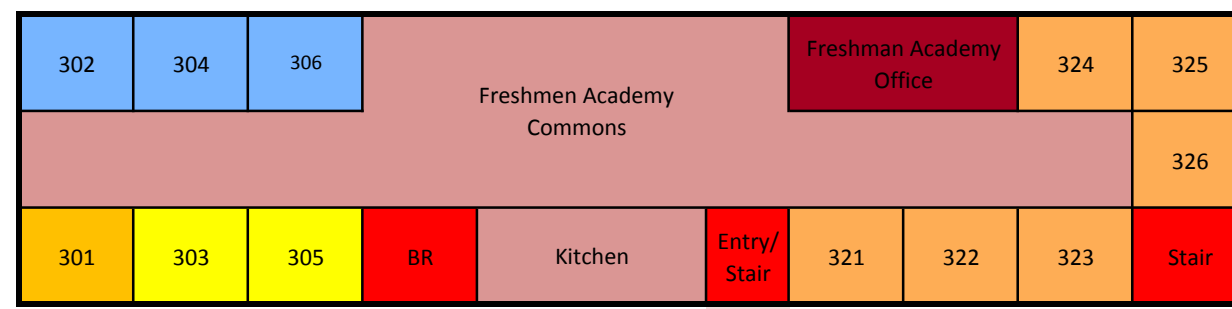 302
304
306
Freshmen Academy
Commons
Freshman Academy
Office
324
325
326
301
303
305
BR
Kitchen
Entry/
Stair
321
322
323
Stair